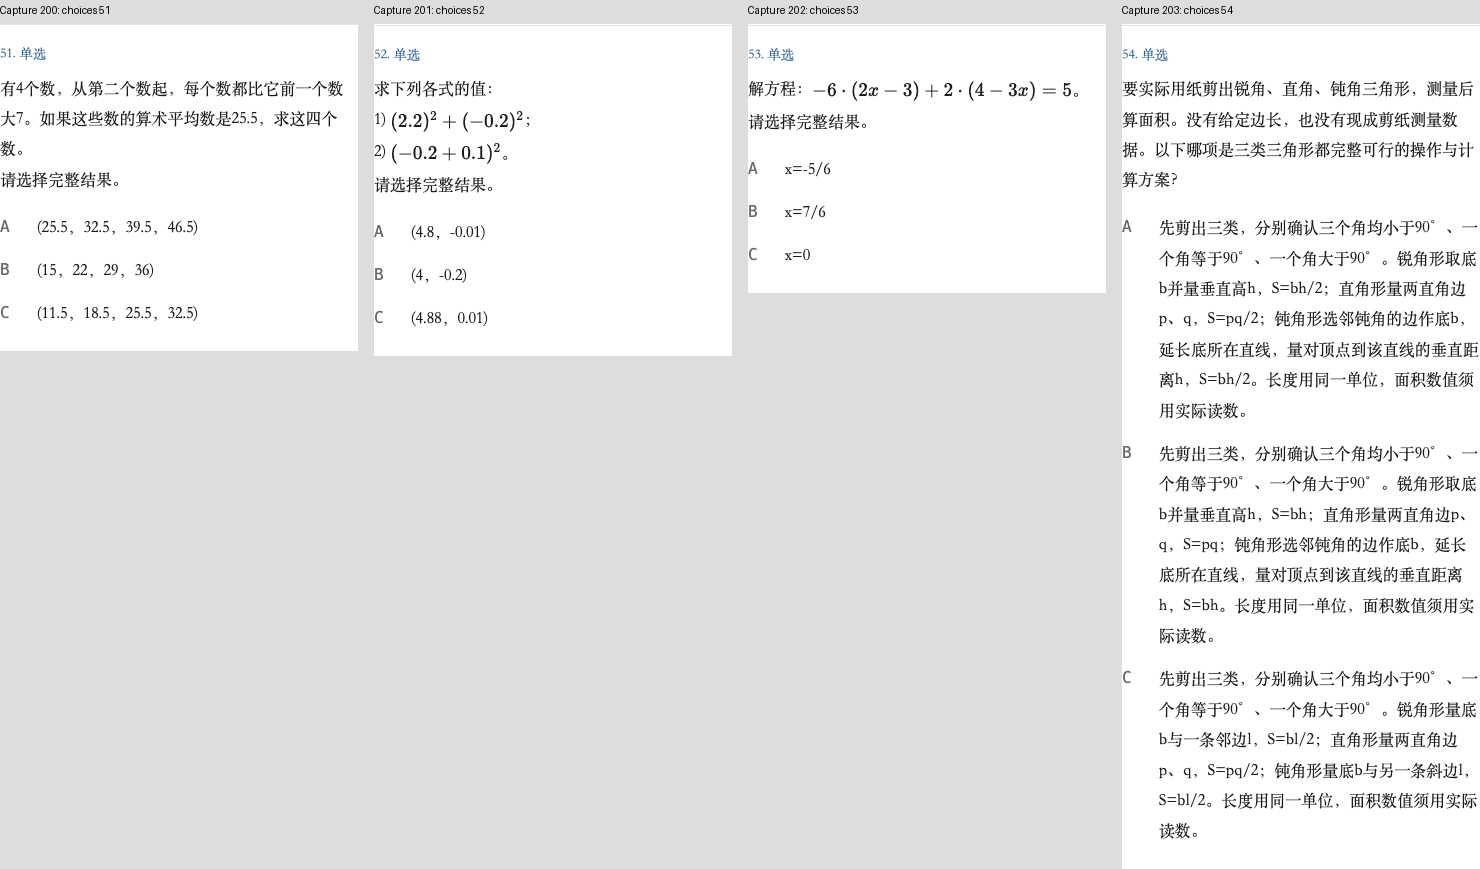 Capture 200: choices 51
51. 单选
有4个数，从第二个数起，每个数都比它前一个数
大7。如果这些数的算术平均数是25.5，求这四个
数。
请选择完整结果。
A (25.5，32.5，39.5，46.5)
B (15，22，29，36)
C (11.5，18.5，25.5，32.5)
Capture 201: choices 52
52. 单选
求下列各式的值：
1) (2.2)² + (−0.2)²；
2) (−0.2 + 0.1)²。
请选择完整结果。
A (4.8，-0.01)
B (4，-0.2)
C (4.88，0.01)
Capture 202: choices 53
53. 单选
解方程：−6 · (2x − 3) + 2 · (4 − 3x) = 5。
请选择完整结果。
A x=-5/6
B x=7/6
C x=0
Capture 203: choices 54
54. 单选
要实际用纸剪出锐角、直角、钝角三角形，测量后
算面积。没有给定边长，也没有现成剪纸测量数
据。以下哪项是三类三角形都完整可行的操作与计
算方案？
A 先剪出三类，分别确认三个角均小于90°、一
个角等于90°、一个角大于90°。锐角形取底
b并量垂直高h，S=bh/2；直角形量两直角边
p、q，S=pq/2；钝角形选邻钝角的边作底b，
延长底所在直线，量对顶点到该直线的垂直距
离h，S=bh/2。长度用同一单位，面积数值须
用实际读数。
B 先剪出三类，分别确认三个角均小于90°、一
个角等于90°、一个角大于90°。锐角形取底
b并量垂直高h，S=bh；直角形量两直角边p、
q，S=pq；钝角形选邻钝角的边作底b，延长
底所在直线，量对顶点到该直线的垂直距离
h，S=bh。长度用同一单位，面积数值须用实
际读数。
C 先剪出三类，分别确认三个角均小于90°、一
个角等于90°、一个角大于90°。锐角形量底
b与一条邻边l，S=bl/2；直角形量两直角边
p、q，S=pq/2；钝角形量底b与另一条斜边l，
S=bl/2。长度用同一单位，面积数值须用实际
读数。